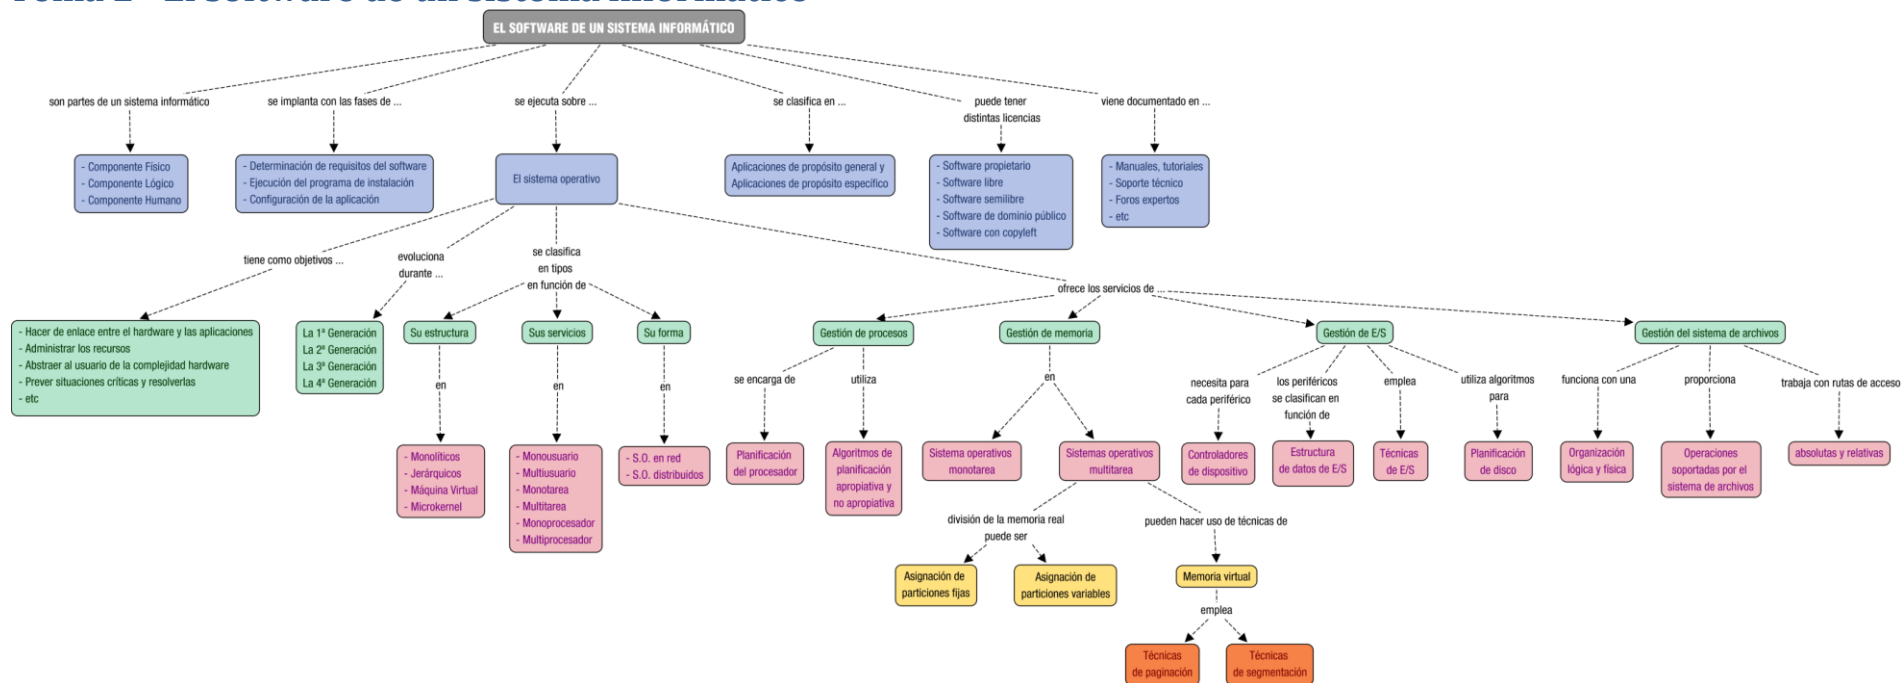 Tema 2 - El software de un sistema informático
EL SOFTWARE DE UN SISTEMA INFORMÁTICO
son partes de un sistema informático
se implanta con las fases de ...
se ejecuta sobre ...
se clasifica en ...
puede tener
distintas licencias
viene documentado en ...
- Componente Físico
- Componente Lógico
- Componente Humano
- Determinación de requisitos del software
- Ejecución del programa de instalación
- Configuración de la aplicación
El sistema operativo
Aplicaciones de propósito general y
Aplicaciones de propósito específico
- Software propietario
- Software libre
- Software semilibre
- Software de dominio público
- Software con copyleft
- Manuales, tutoriales
- Soporte técnico
- Foros expertos
- etc
tiene como objetivos ...
evoluciona
durante ...
se clasifica
en tipos
en función de
ofrece los servicios de ...
- Hacer de enlace entre el hardware y las aplicaciones
- Administrar los recursos
- Abstraer al usuario de la complejidad hardware
- Prever situaciones críticas y resolverlas
- etc
La 1ª Generación
La 2ª Generación
La 3ª Generación
La 4ª Generación
Su estructura
Sus servicios
Su forma
Gestión de procesos
Gestión de memoria
Gestión de E/S
Gestión del sistema de archivos
en
en
en
se encarga de
utiliza
en
necesita para
cada periférico
los periféricos
se clasifican en
función de
emplea
utiliza algoritmos
para
funciona con una
proporciona
trabaja con rutas de acceso
- Monolíticos
- Jerárquicos
- Máquina Virtual
- Microkernel
- Monousuario
- Multiusuario
- Monotarea
- Multitarea
- Monoprocesador
- Multiprocesador
- S.O. en red
- S.O. distribuidos
Planificación
del procesador
Algoritmos de
planificación
apropiativa y
no apropiativa
Sistema operativos
monotarea
Sistemas operativos
multitarea
Controladores
de dispositivo
Estructura
de datos de E/S
Técnicas
de E/S
Planificación
de disco
Organización
lógica y física
Operaciones
soportadas por el
sistema de archivos
absolutas y relativas
división de la memoria real
puede ser
pueden hacer uso de técnicas de
Asignación de
particiones fijas
Asignación de
particiones variables
Memoria virtual
emplea
Técnicas
de paginación
Técnicas
de segmentación